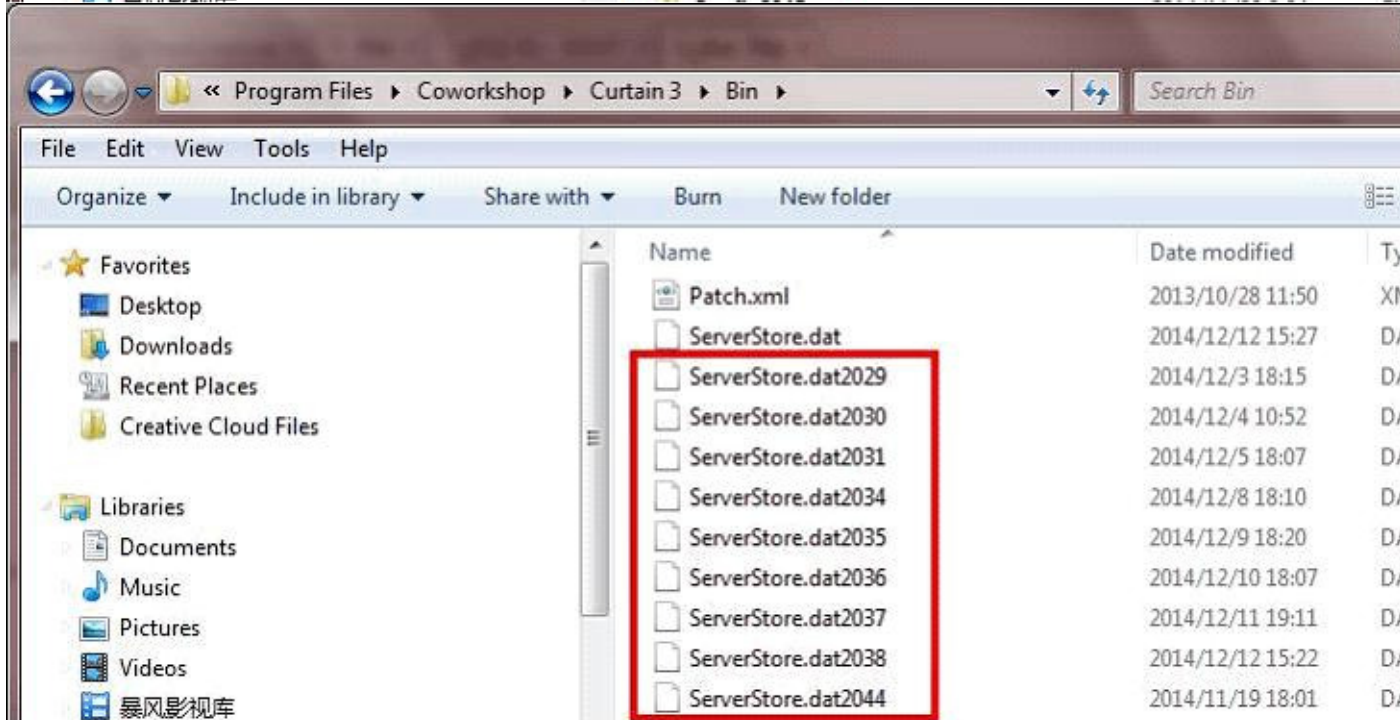 « Program Files ▸ Coworkshop ▸ Curtain 3 ▸ Bin ▸ Search Bin
File Edit View Tools Help
Organize Include in library Share with Burn New folder
Name Date modified
Favorites
Desktop
Downloads
Recent Places
Creative Cloud Files
Libraries
Documents
Music
Pictures
Videos
暴风影视库
Patch.xml 2013/10/28 11:50
ServerStore.dat 2014/12/12 15:27
ServerStore.dat2029 2014/12/3 18:15
ServerStore.dat2030 2014/12/4 10:52
ServerStore.dat2031 2014/12/5 18:07
ServerStore.dat2034 2014/12/8 18:10
ServerStore.dat2035 2014/12/9 18:20
ServerStore.dat2036 2014/12/10 18:07
ServerStore.dat2037 2014/12/11 19:11
ServerStore.dat2038 2014/12/12 15:22
ServerStore.dat2044 2014/11/19 18:01